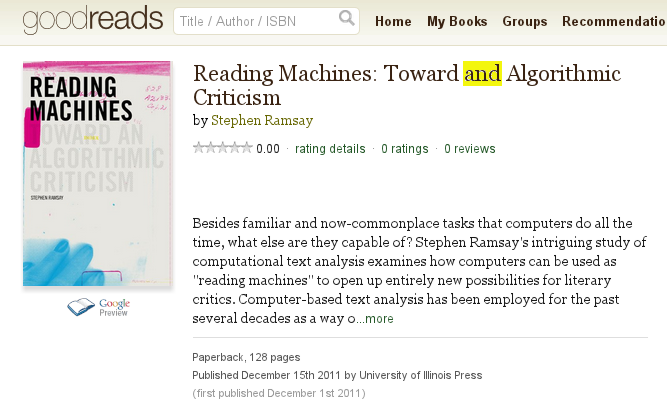 goodreads
Title / Author / ISBN
Home My Books Groups Recommendatio
READING
MACHINES
TOWARD AN
ALGORITHMIC
CRITICISM
STEPHEN RAMSAY
Google
Preview
Reading Machines: Toward and Algorithmic
Criticism
by Stephen Ramsay
0.00 · rating details · 0 ratings · 0 reviews
Besides familiar and now-commonplace tasks that computers do all the
time, what else are they capable of? Stephen Ramsay's intriguing study of
computational text analysis examines how computers can be used as
"reading machines" to open up entirely new possibilities for literary
critics. Computer-based text analysis has been employed for the past
several decades as a way o...more
Paperback, 128 pages
Published December 15th 2011 by University of Illinois Press
(first published December 1st 2011)